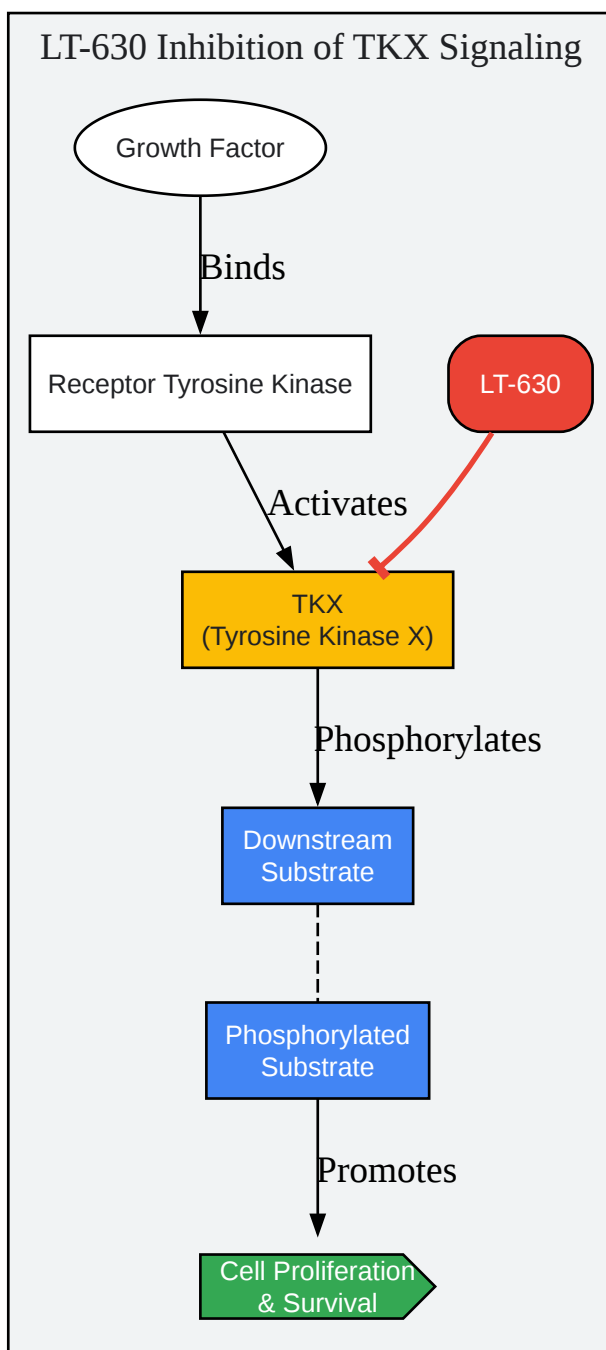 LT-630 Inhibition of TKX Signaling
Growth Factor
Binds
Receptor Tyrosine Kinase
LT-630
Activates
TKX
(Tyrosine Kinase X)
Phosphorylates
Downstream
Substrate
Phosphorylated
Substrate
Promotes
Cell Proliferation
& Survival